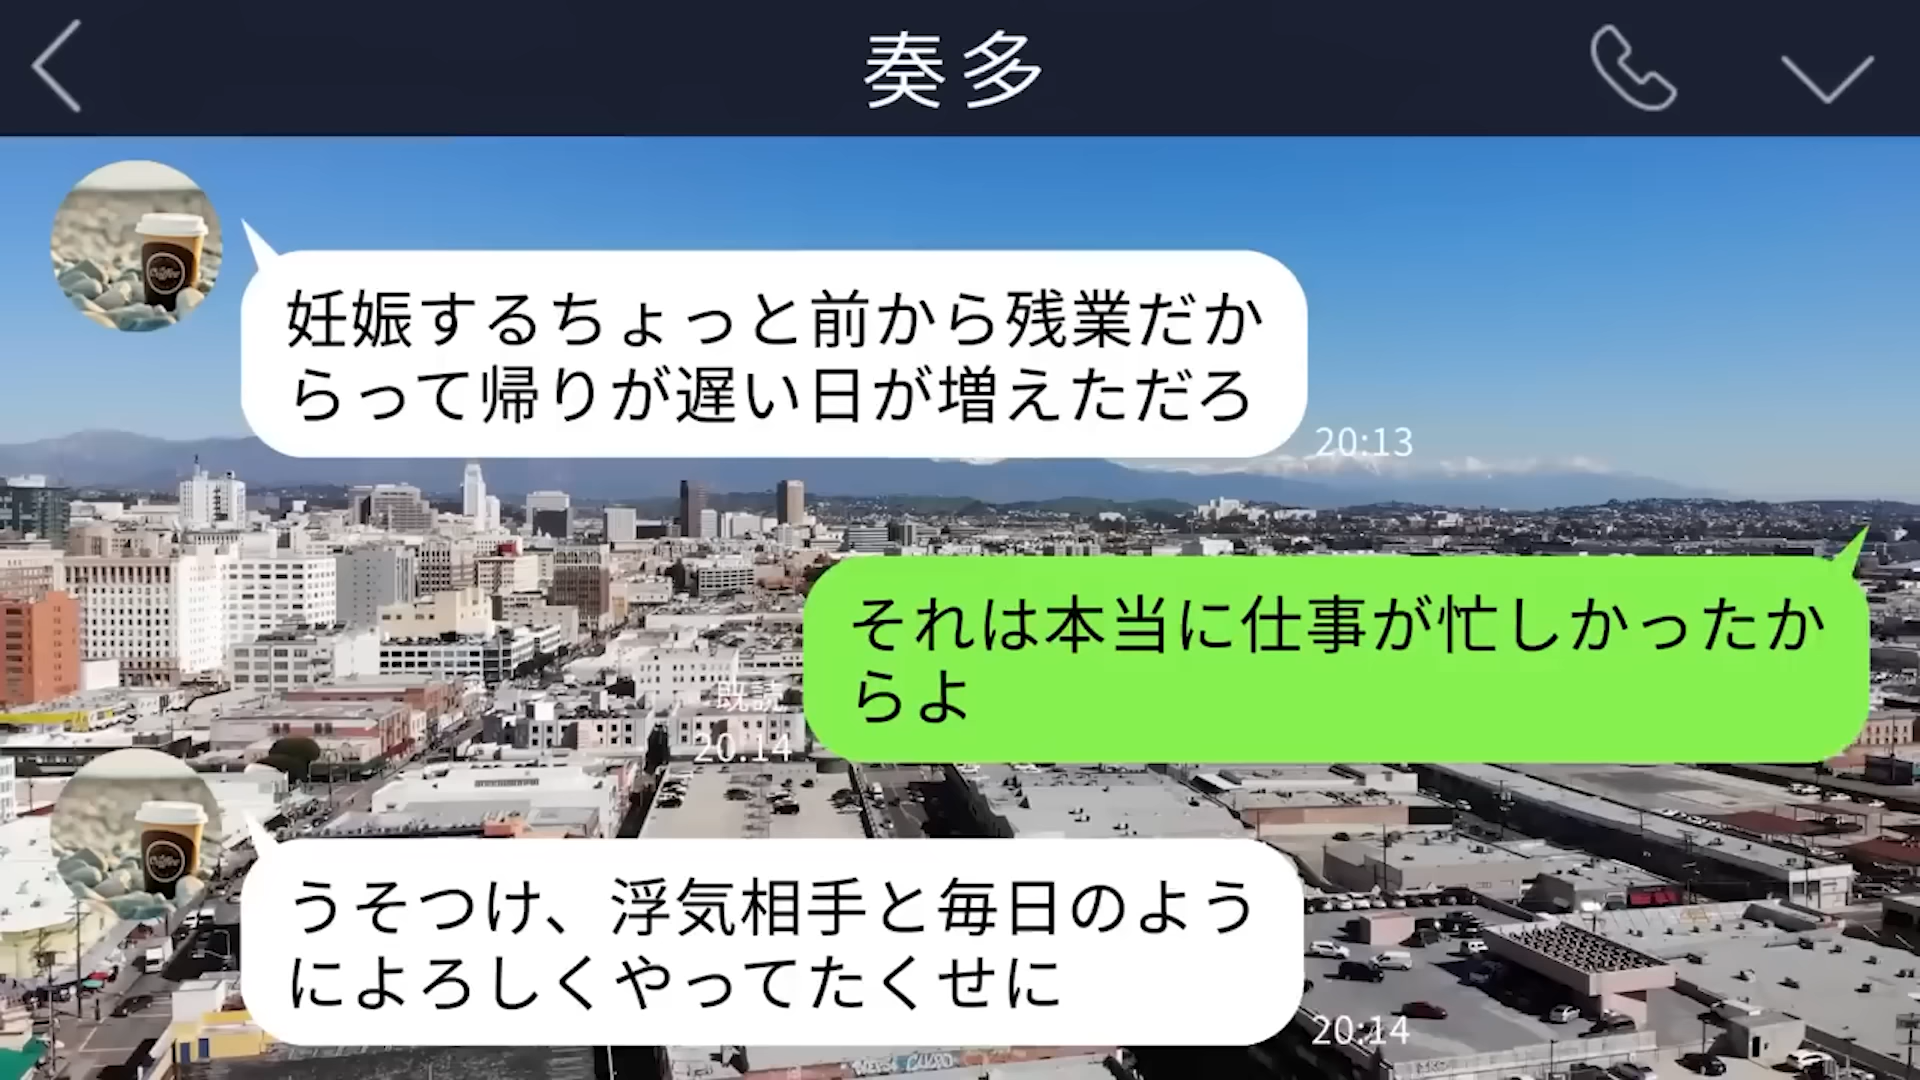 奏多
妊娠するちょっと前から残業だか
らって帰りが遅い日が増えただろ
20:13
それは本当に仕事が忙しかったか
らよ
既読
20:14
うそつけ、浮気相手と毎日のよう
によろしくやってたくせに
20:14